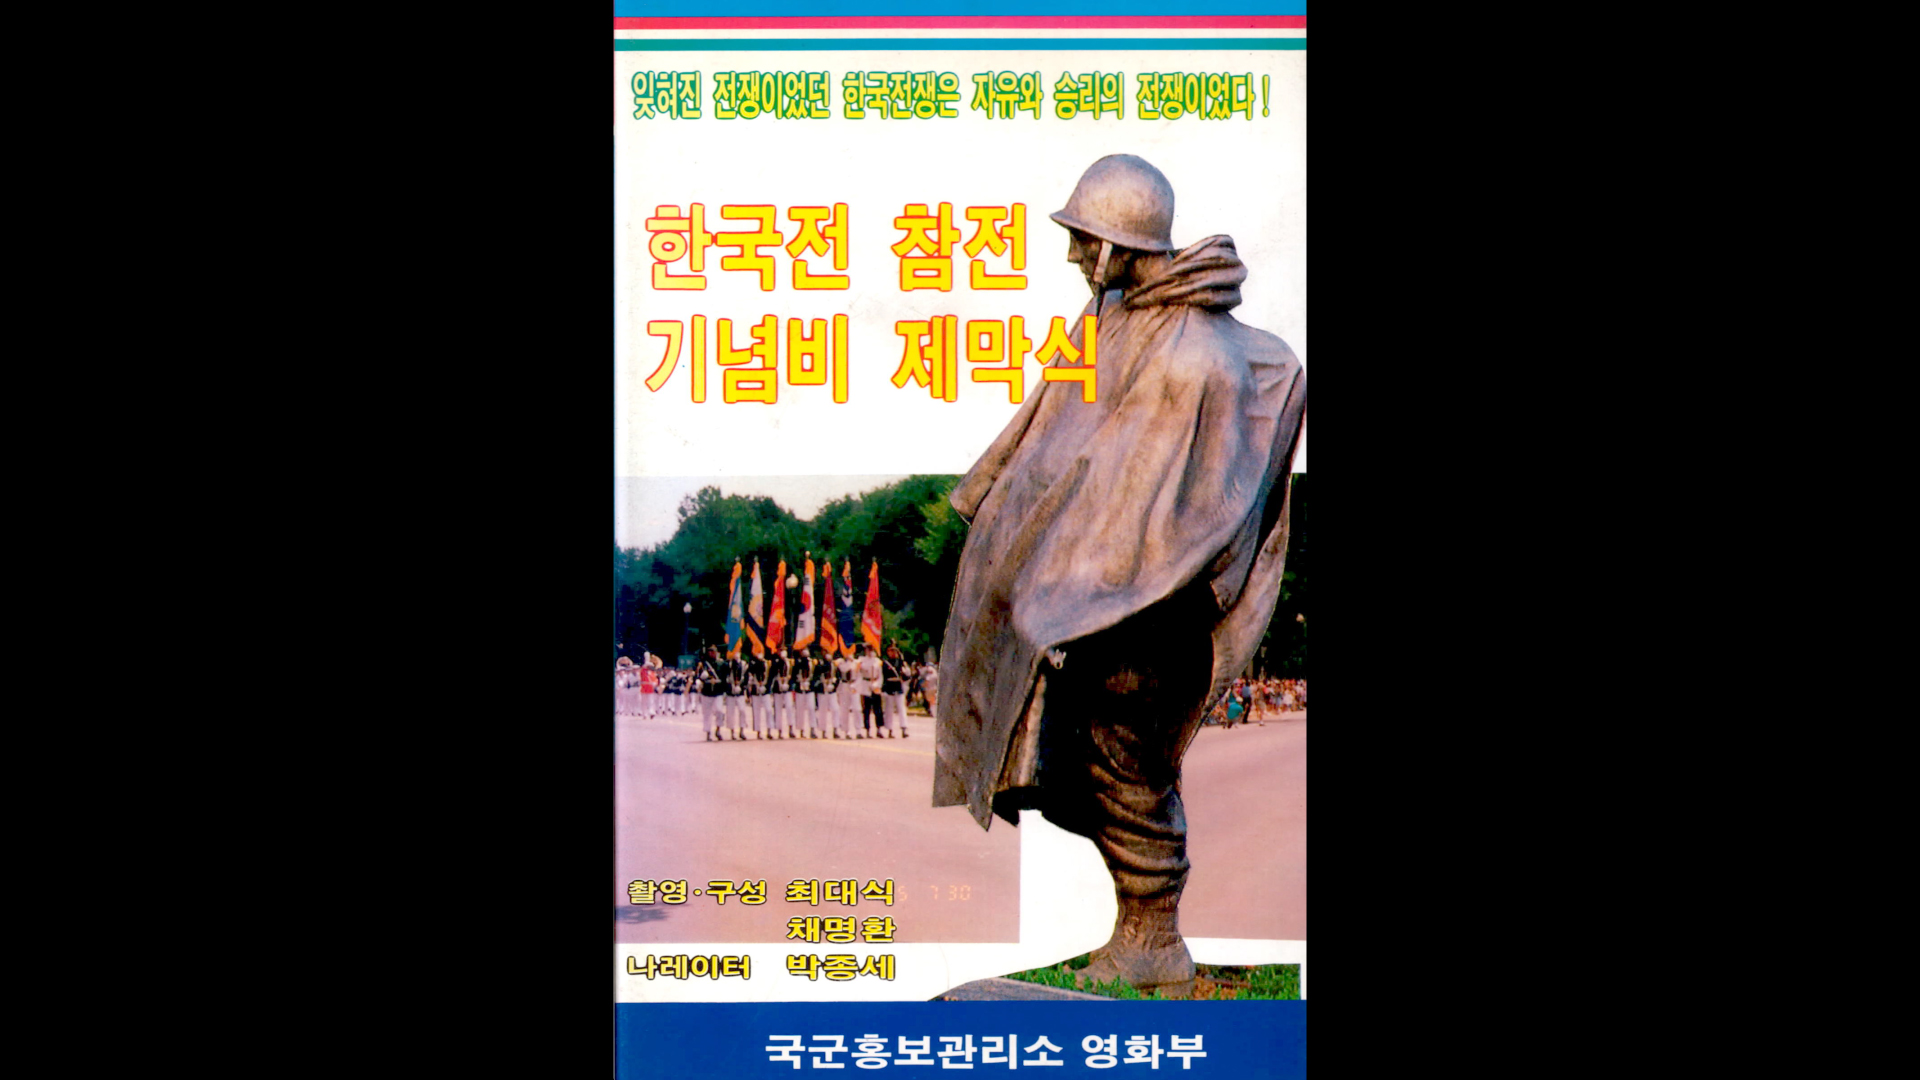 잊혀진 전쟁이었던 한국전쟁은 자유와 승리의 전쟁이었다!
한국전 참전
기념비 제막식
촬영·구성 최대식
채명환
나레이터 박종세
7 30
국군홍보관리소 영화부